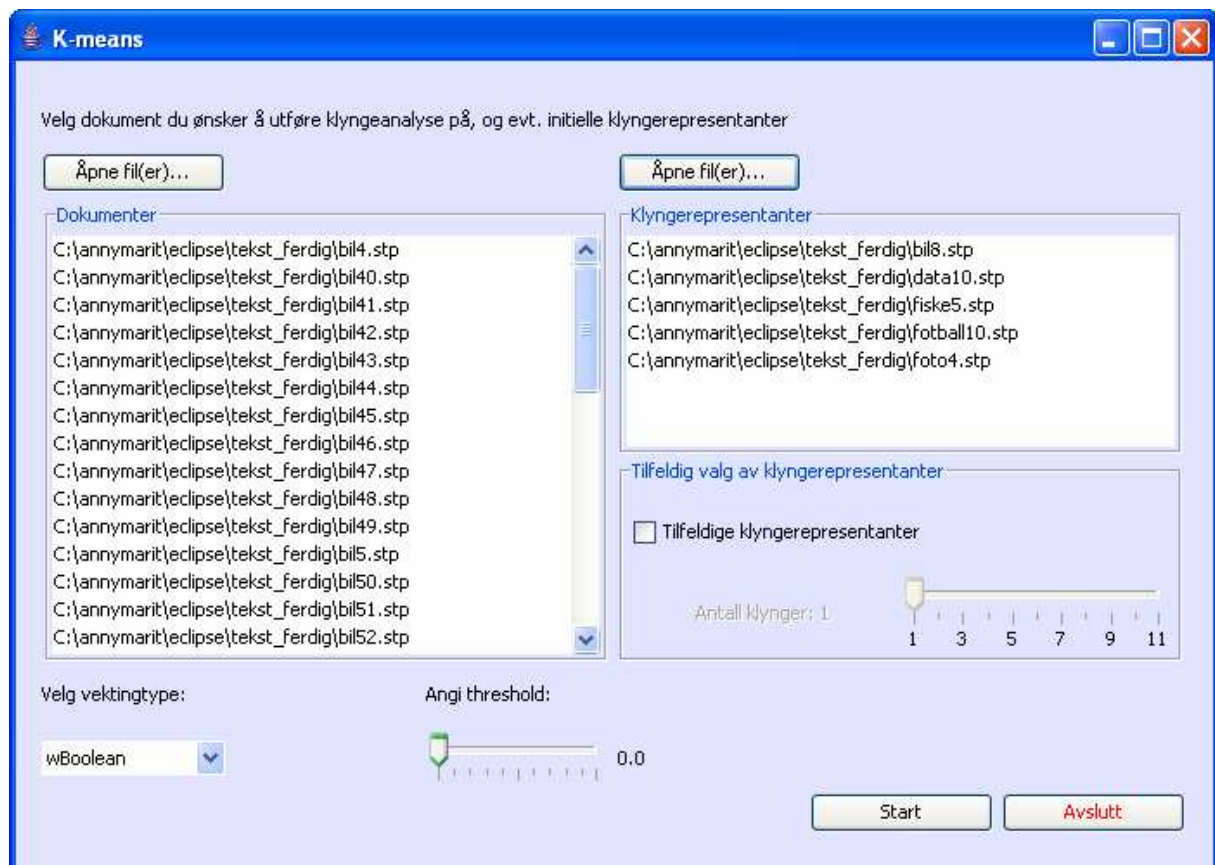 K-means
Velg dokument du ønsker å utføre klyngeanalyse på, og evt. initielle klyngerepresentanter
Åpne fil(er)...
Åpne fil(er)...
Dokumenter
C:\annymarit\eclipse\tekst_ferdig\bil4.stp
C:\annymarit\eclipse\tekst_ferdig\bil40.stp
C:\annymarit\eclipse\tekst_ferdig\bil41.stp
C:\annymarit\eclipse\tekst_ferdig\bil42.stp
C:\annymarit\eclipse\tekst_ferdig\bil43.stp
C:\annymarit\eclipse\tekst_ferdig\bil44.stp
C:\annymarit\eclipse\tekst_ferdig\bil45.stp
C:\annymarit\eclipse\tekst_ferdig\bil46.stp
C:\annymarit\eclipse\tekst_ferdig\bil47.stp
C:\annymarit\eclipse\tekst_ferdig\bil48.stp
C:\annymarit\eclipse\tekst_ferdig\bil49.stp
C:\annymarit\eclipse\tekst_ferdig\bil5.stp
C:\annymarit\eclipse\tekst_ferdig\bil50.stp
C:\annymarit\eclipse\tekst_ferdig\bil51.stp
C:\annymarit\eclipse\tekst_ferdig\bil52.stp
Klyngerepresentanter
C:\annymarit\eclipse\tekst_ferdig\bil8.stp
C:\annymarit\eclipse\tekst_ferdig\data10.stp
C:\annymarit\eclipse\tekst_ferdig\fiske5.stp
C:\annymarit\eclipse\tekst_ferdig\fotball10.stp
C:\annymarit\eclipse\tekst_ferdig\foto4.stp
Tilfeldig valg av klyngerepresentanter
Tilfeldige klyngerepresentanter
Antall klynger: 1
1 3 5 7 9 11
Velg vektingtype:
wBoolean
Angi threshold:
0.0
Start
Avslutt